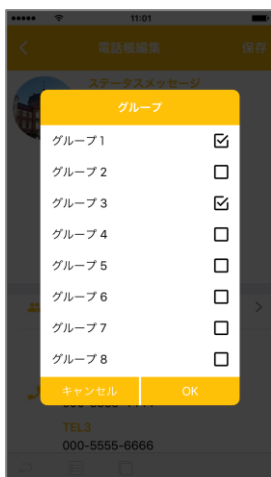 11:01
電話帳編集
保存
ステータスメッセージ
グループ
グループ1
グループ2
グループ3
グループ4
グループ5
グループ6
グループ7
グループ8
キャンセル
OK
TEL3
000-5555-6666